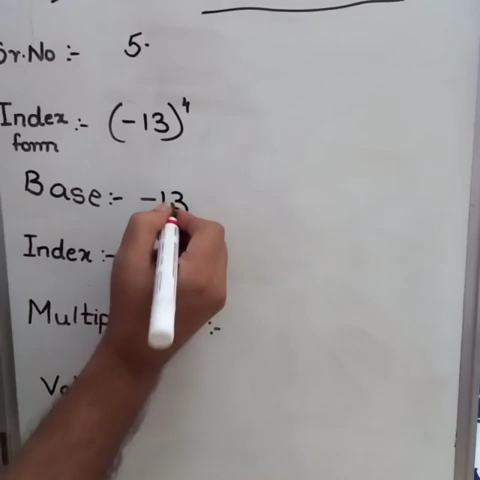 Sr.No :- 5.
Index :- (-13)⁴
form
Base :- -13
Index :-
Multip :-